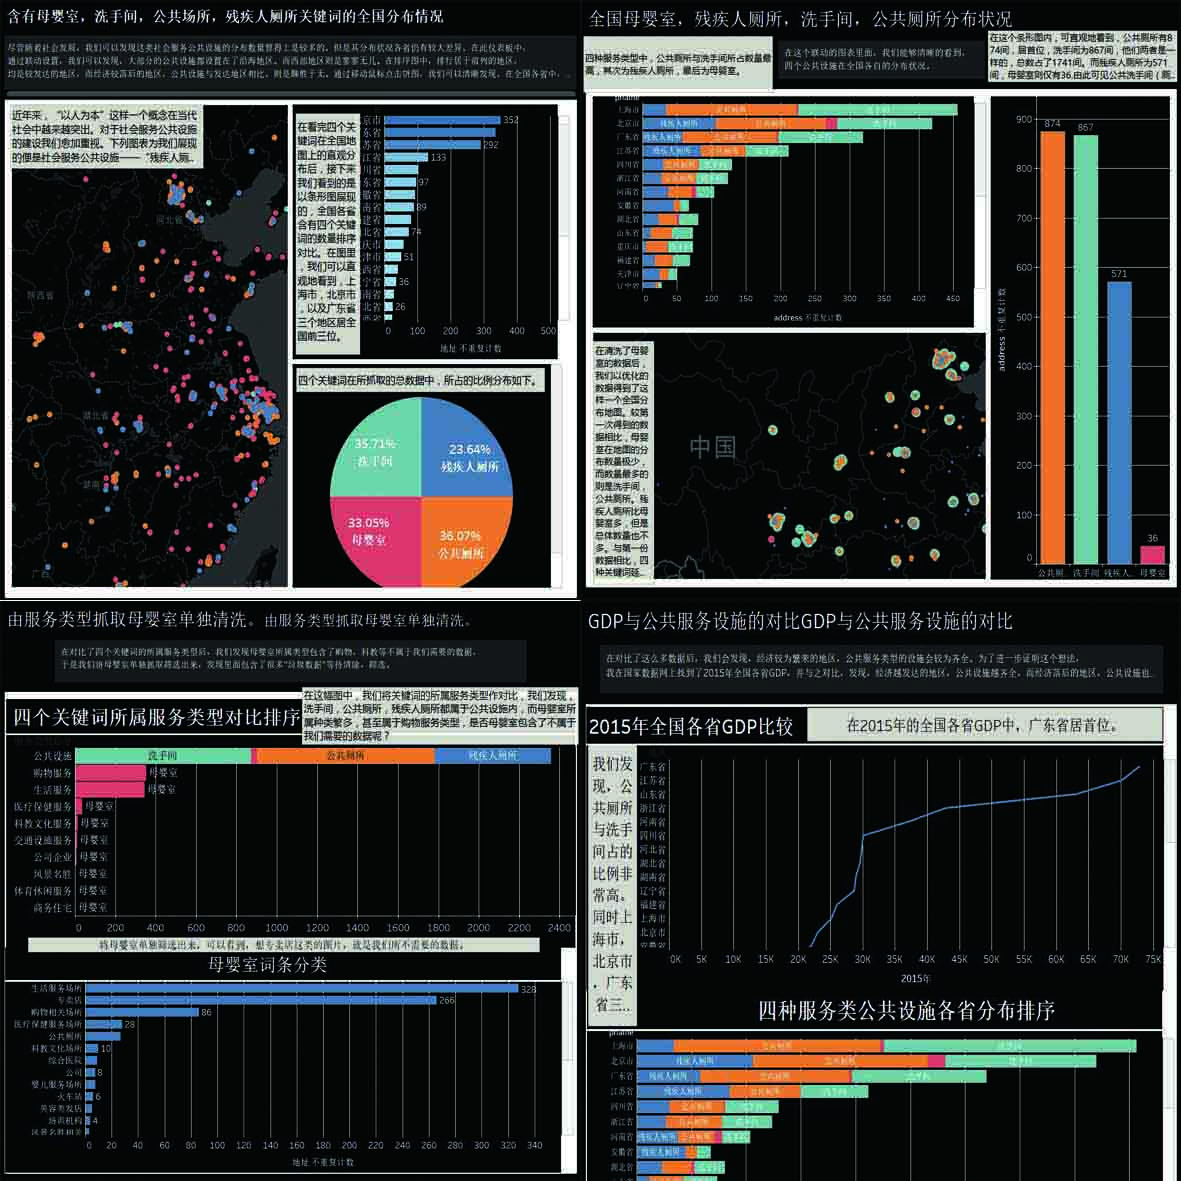 含有母婴室，洗手间，公共场所，残疾人厕所关键词的全国分布情况
尽管随着社会发展，我们可以发现这类社会服务公共设施的分布数量暂得上是较多的。但是其分布状况各省仍有较大差异。在此仪表板中，
通过联动设置，我们可以发现，大部分的公共设施都设置在了沿海地区。而西部地区则是寥寥无几。在排序图中，排行居于前列的地区，
均是较发达的地区，而经济较落后的地区，公共设施与发达地区相比，则是微乎于无。通过移动鼠标点击饼图，我们可以清晰发现，在全国各省中，..
近年来，“以人为本”这样一个概念在当代
社会中越来越突出。对于社会服务公共设施
的建设我们愈加重视。下列图表为我们展现
的便是社会服务公共设施——“残疾人厕..
河北省
陕西省
湖北省
湖南
广西
在看完四个关
键词在全国地
图上的直观分
布后，接下来
我们看到的是
以条形图展现
的，全国各省
含有四个关键
词的数量排序
对比。在图里
，我们可以直
观地看到，上
海市，北京市
，以及广东省
三个地区居全
国前三位。
京市 352
东省
苏省 292
江省 133
川省
东省 97
徽省
南省 89
建省
北省 74
庆市
津市 51
西省
宁省 36
南省
北省 26
0 100 200 300 400 500
地址 不重复计数
四个关键词在所抓取的总数据中，所占的比例分布如下。
35.71%
洗手间
23.64%
残疾人厕所
33.05%
母婴室
36.07%
公共厕所
全国母婴室，残疾人厕所，洗手间，公共厕所分布状况
四种服务类型中，公共厕所与洗手间所占数量最
高，其次为残疾人厕所，最后为母婴室。
在这个联动的图表里面，我们能够清晰的看到，
四个公共设施在全国各自的分布状况。
在这个条形图内，可直观地看到，公共厕所有8
74间，居首位，洗手间为867间，他们两者是一
样的，总数占了1741间。而残疾人厕所为571
间，母婴室则仅有36.由此可见公共洗手间（厕..
pname
上海市 公共厕所 洗手间
北京市 残疾人厕所 公共厕所 洗手间
广东省 残疾人厕所 公共厕所 洗手间
江苏省 残疾人厕所 公共厕所 洗手间
四川省 公共厕所 洗手间
浙江省 公共厕所 洗手间
河南省
安徽省
湖北省
山东省
重庆市 洗手间
福建省
天津市
辽宁省
0 50 100 150 200 250 300 350 400 450
address 不重复计数
在清洗了母婴
室的数据后，
我们以优化的
数据得到了这
样一个全国分
布地图。较第
一次得到的数
据相比，母婴
室在地图的分
布数量极少，
而数量最多的
则是洗手间，
公共厕所。残
疾人厕所比母
婴室多，但是
总体数量也不
多。与第一份
数据相比，四
种关键词延..
中国
address 不重复计数
900
800
700
600
500
400
300
200
100
0
874
867
571
36
公共厕..
洗手间
残疾人..
母婴室
由服务类型抓取母婴室单独清洗。由服务类型抓取母婴室单独清洗。
在对比了四个关键词的所属服务类型后，我们发现母婴室所属类型包含了购物，科教等不属于我们需要的数据，
于是我们将母婴室单独抓取筛选出来，发现里面包含了很多“垃圾数据”等待清除，筛选。
四个关键词所属服务类型对比排序
在这幅图中，我们将关键词的所属服务类型作对比，我们发现，
洗手间，公共厕所，残疾人厕所都属于公共设施内，而母婴室所
属种类繁多，甚至属于购物服务类型，是否母婴室包含了不属于
我们需要的数据呢？
公共设施 洗手间 公共厕所 残疾人厕所
购物服务 母婴室
生活服务 母婴室
医疗保健服务 母婴室
科教文化服务 母婴室
交通设施服务 母婴室
公司企业 母婴室
风景名胜 母婴室
体育休闲服务 母婴室
商务住宅 母婴室
0 200 400 600 800 1000 1200 1400 1600 1800 2000 2200 2400
将母婴室单独筛选出来，可以看到，想专卖店这类的图片，就是我们所不需要的数据。
母婴室词条分类
生活服务场所 328
专卖店 266
购物相关场所 86
医疗保健服务场所 28
公共厕所
科教文化场所 10
综合医院
公司 8
婴儿服务场所
火车站 6
美容美发店
培训机构 4
风景名胜相关
0 20 40 60 80 100 120 140 160 180 200 220 240 260 280 300 320 340
地址 不重复计数
GDP与公共服务设施的对比GDP与公共服务设施的对比
在对比了这么多数据后，我们会发现，经济较为繁荣的地区，公共服务类型的设施会较为齐全。为了进一步证明这个想法，
我在国家数据网上找到了2015年全国各省GDP，并与之对比，发现，经济越发达的地区，公共设施越齐全，而经济落后的地区，公共设施也..
2015年全国各省GDP比较
在2015年的全国各省GDP中，广东省居首位。
我们发
现，公
共厕所
与洗手
间占的
比例非
常高。
同时上
海市，
北京市
，广东
省三..
广东省
江苏省
山东省
浙江省
河南省
四川省
河北省
湖北省
湖南省
辽宁省
福建省
上海市
北京市
安徽省
0K 5K 10K 15K 20K 25K 30K 35K 40K 45K 50K 55K 60K 65K 70K 75K
2015年
四种服务类公共设施各省分布排序
pname
上海市 公共厕所 洗手间
北京市 残疾人厕所 公共厕所 洗手间
广东省 残疾人厕所 公共厕所 洗手间
江苏省 残疾人厕所 公共厕所 洗手间
四川省 公共厕所 洗手间
浙江省 公共厕所 洗手间
河南省 残疾人厕所 公共厕所 洗手间
安徽省 残疾人厕所
湖北省 洗手间